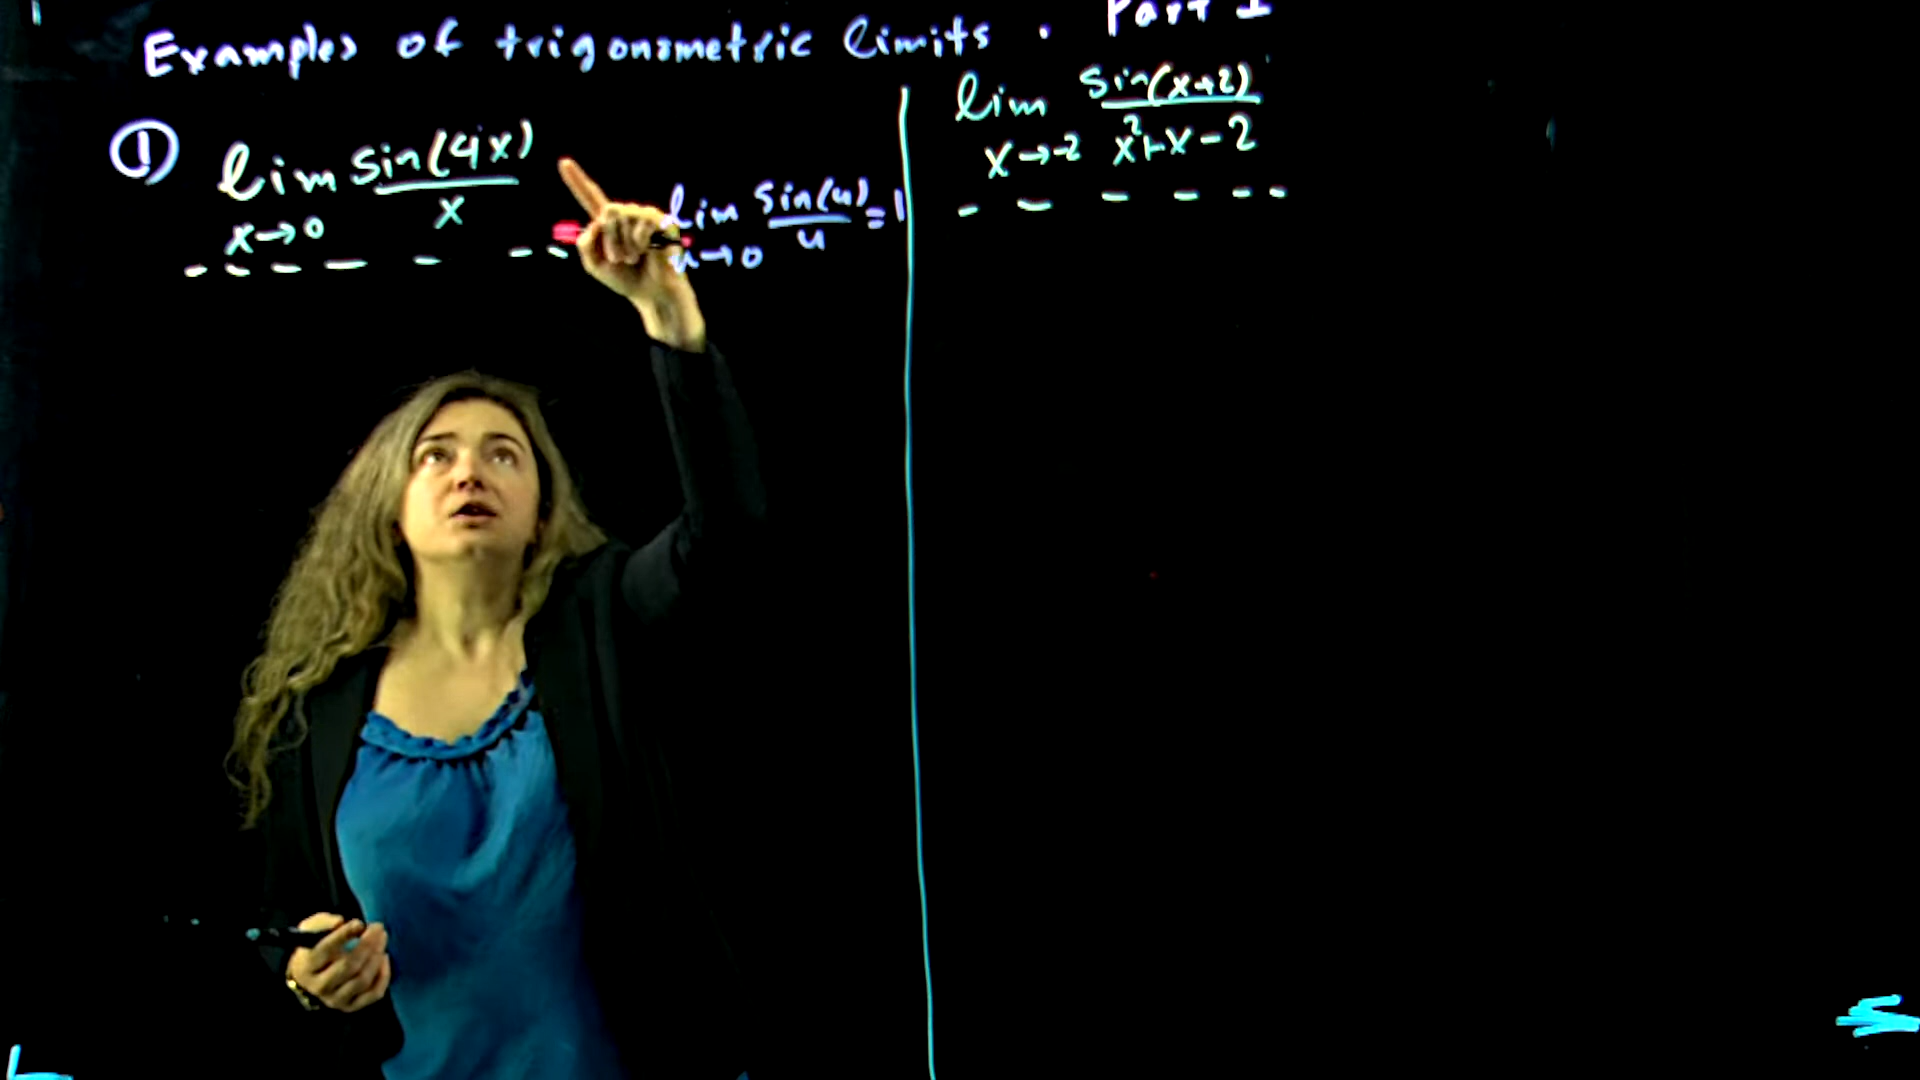 Examples of trigonometric limits . Part I
① lim sin(4x)
x
x→0
lim sin(u) = 1
u
u→0
lim sin(x+2)
x→-2 x²+x-2